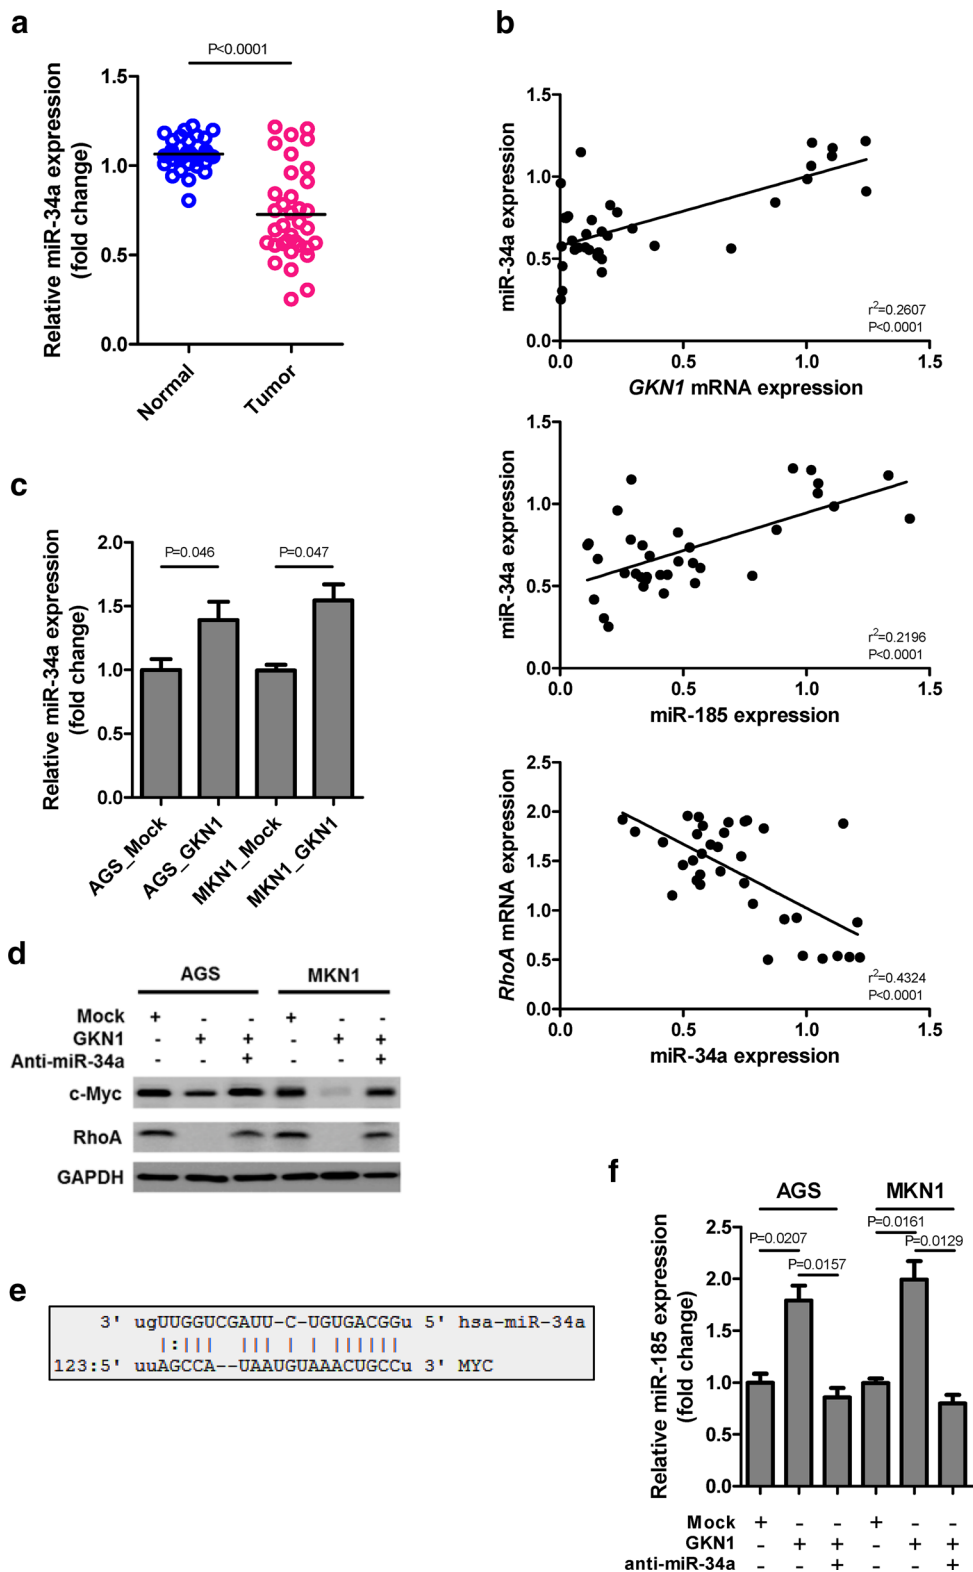 a
P<0.0001
Relative miR-34a expression
(fold change)
1.5
1.0
0.5
0.0
Normal
Tumor
b
miR-34a expression
1.5
1.0
0.5
0.0
r²=0.2607
P<0.0001
0.0 0.5 1.0 1.5
GKN1 mRNA expression
miR-34a expression
1.5
1.0
0.5
0.0
r²=0.2196
P<0.0001
0.0 0.5 1.0 1.5
miR-185 expression
RhoA mRNA expression
2.5
2.0
1.5
1.0
0.5
0.0
r²=0.4324
P<0.0001
0.0 0.5 1.0 1.5
miR-34a expression
c
Relative miR-34a expression
(fold change)
2.0
1.5
1.0
0.5
0.0
P=0.046
P=0.047
AGS_Mock
AGS_GKN1
MKN1_Mock
MKN1_GKN1
d
AGS MKN1
Mock + - - + - -
GKN1 - + + - + +
Anti-miR-34a - - + - - +
c-Myc
RhoA
GAPDH
e
3' ugUUGGUCGAUU-C-UGUGACGGu 5' hsa-miR-34a
|:||| ||| | | ||||||
123:5' uuAGCCA--UAAUGUAAACUGCCu 3' MYC
f
AGS MKN1
Relative miR-185 expression
(fold change)
2.5
2.0
1.5
1.0
0.5
0.0
P=0.0207
P=0.0157
P=0.0161
P=0.0129
Mock + - - + - -
GKN1 - + + - + +
anti-miR-34a - - + - - +